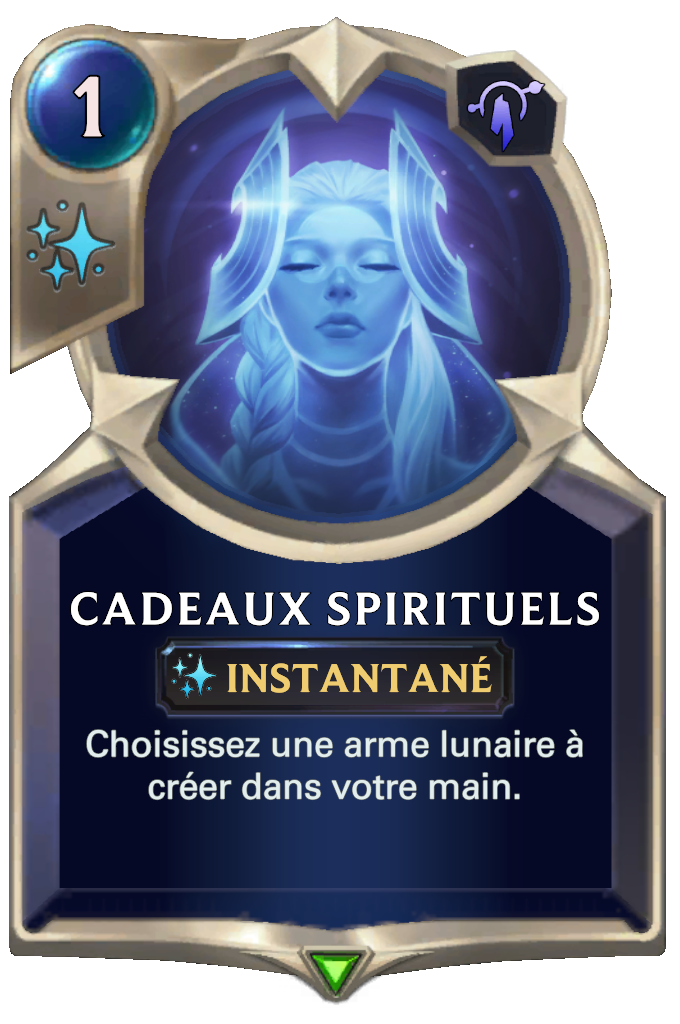 1
CADEAUX SPIRITUELS
INSTANTANÉ
Choisissez une arme lunaire à
créer dans votre main.